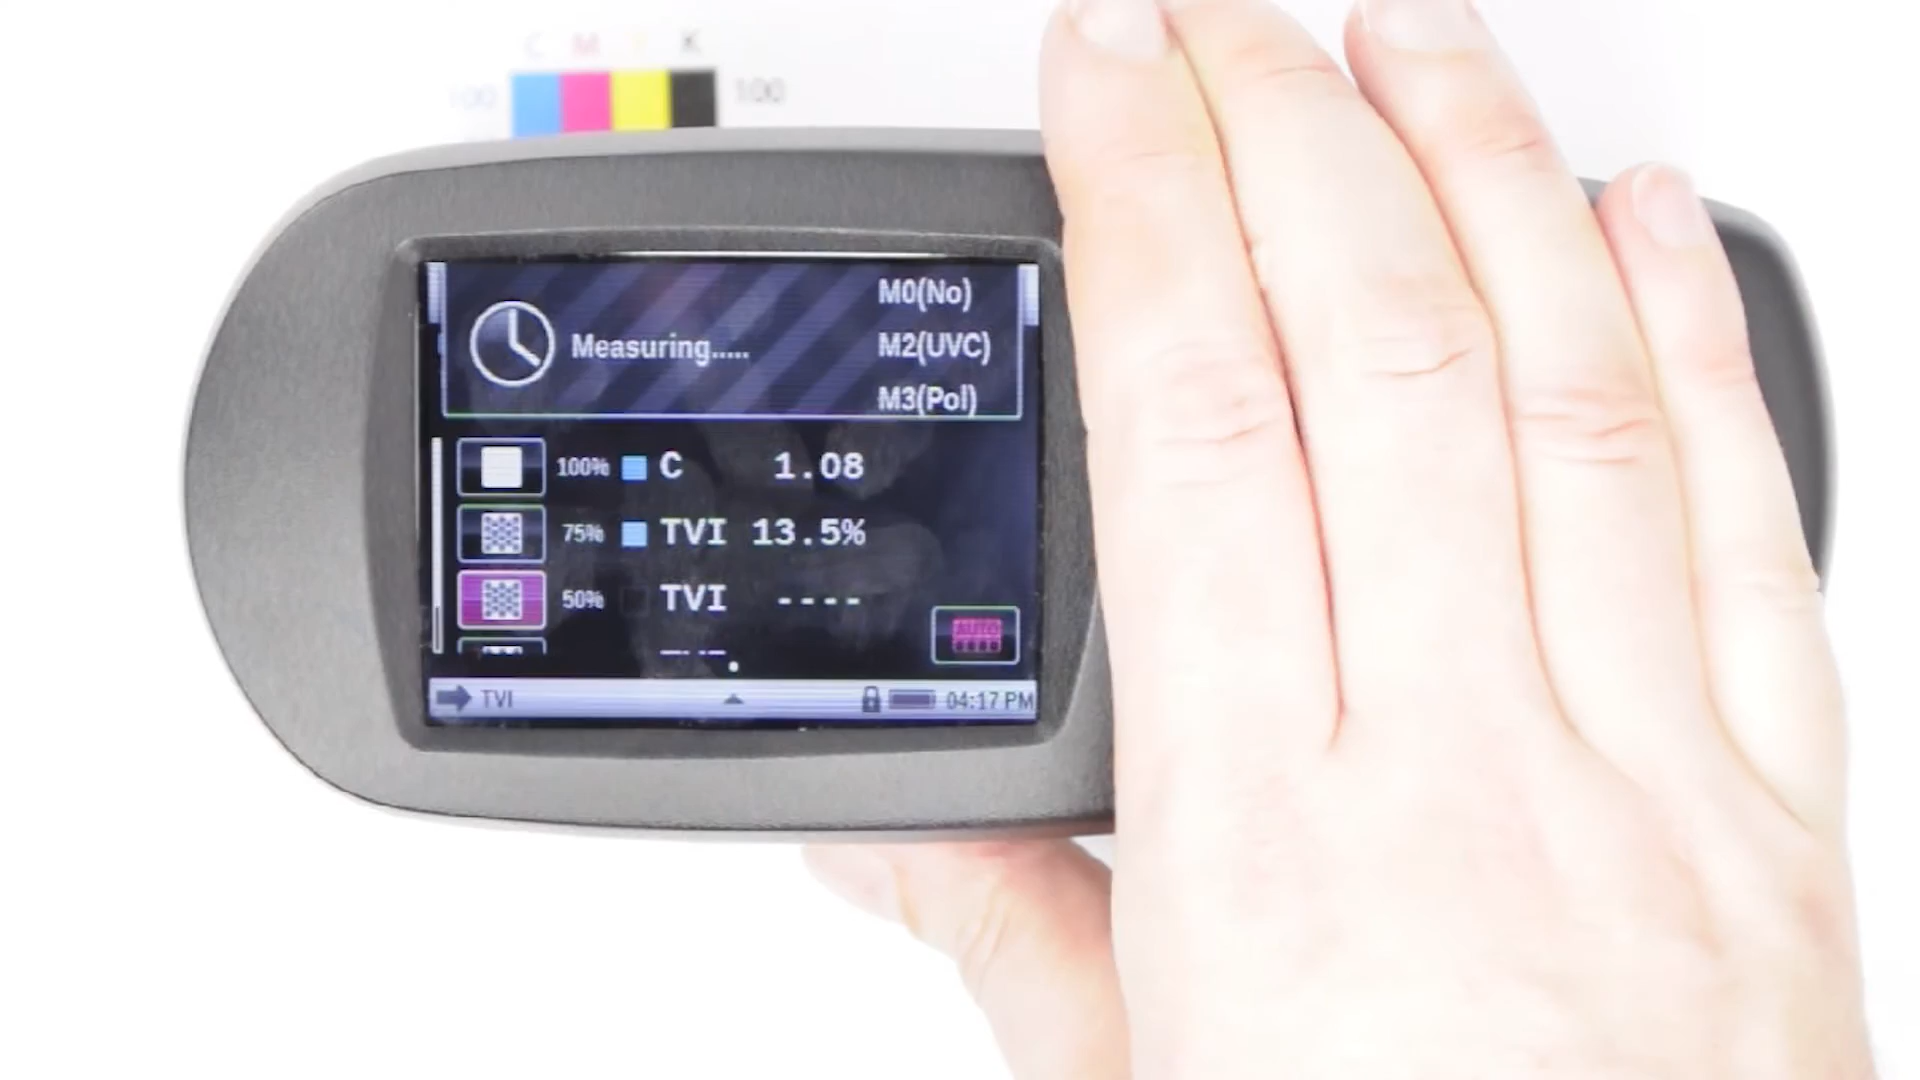 C M Y K
100 100
M0(No)
Measuring..... M2(UVC)
M3(Pol)
100% C 1.08
75% TVI 13.5%
50% TVI ----
AUTO
TVI 04:17 PM